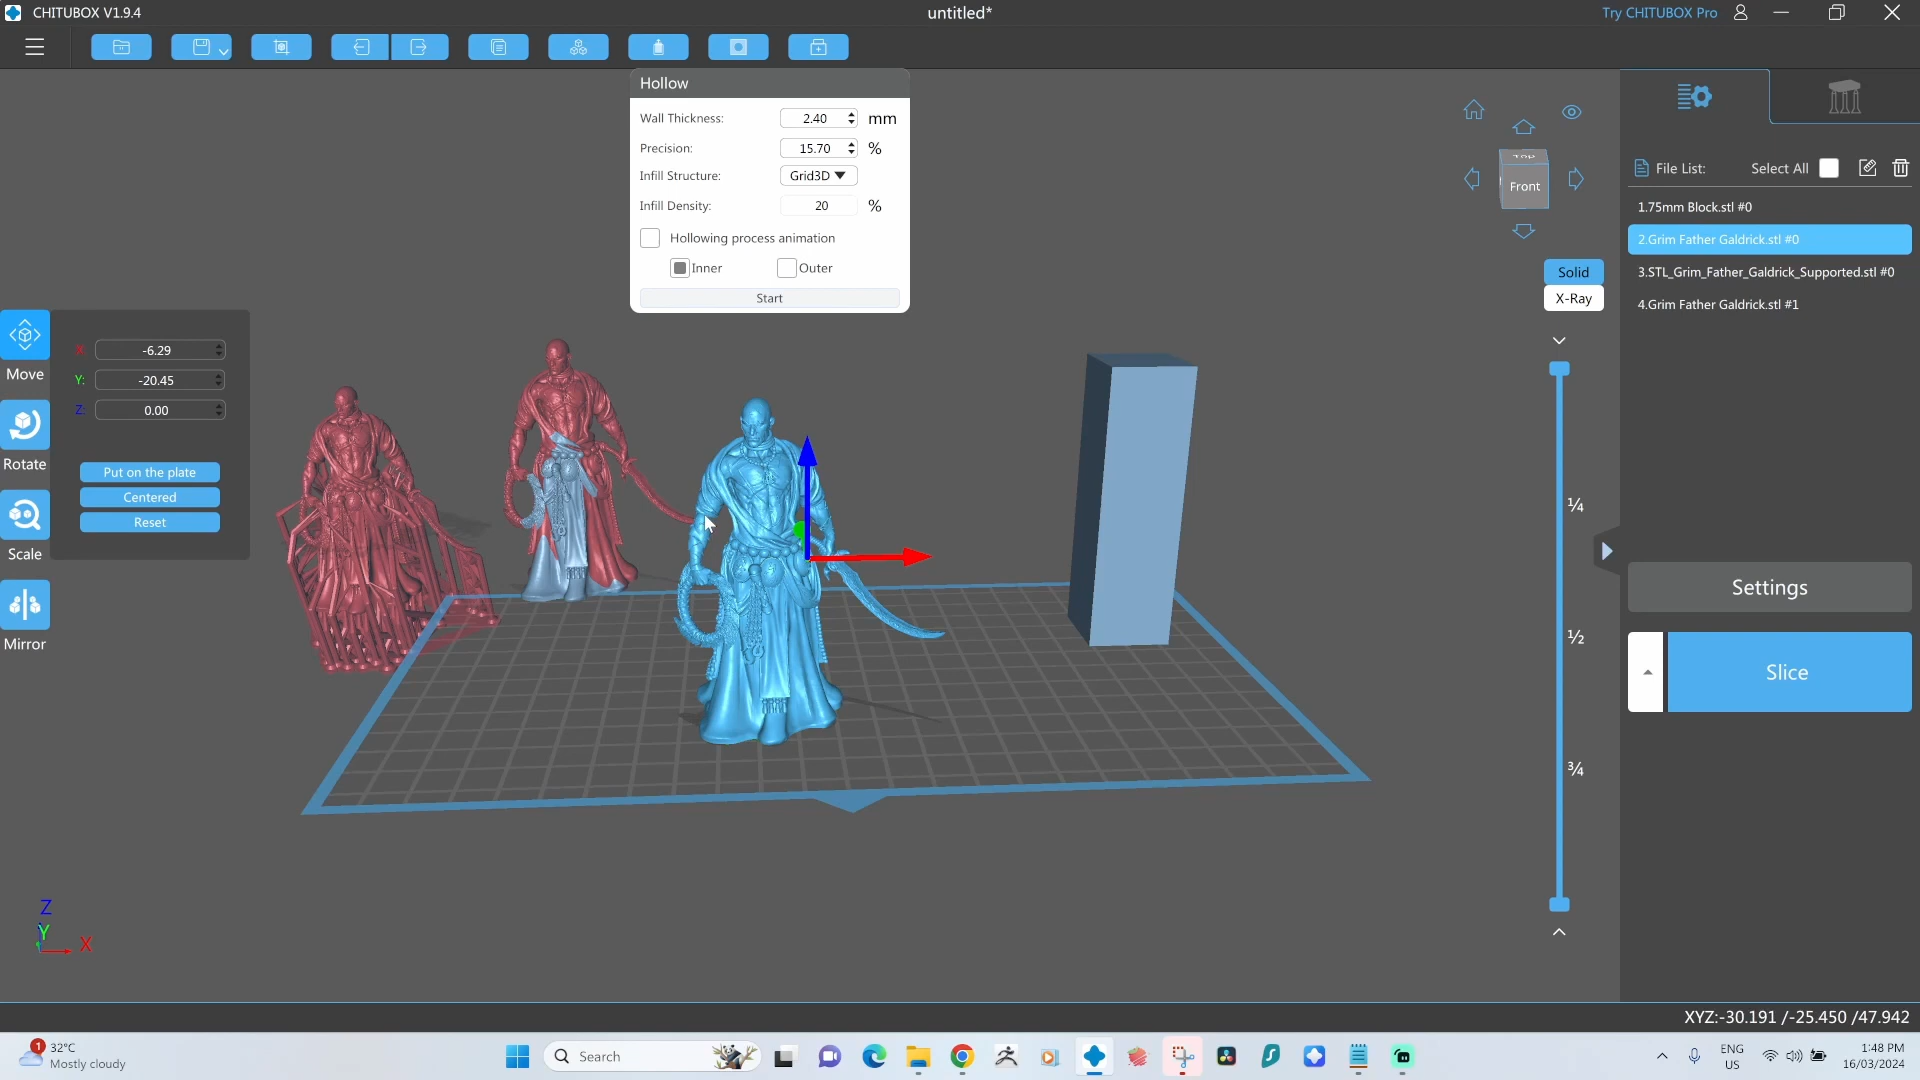 CHITUBOX V1.9.4
untitled*
Try CHITUBOX Pro
Hollow
Wall Thickness: 2.40 mm
Precision: 15.70 %
Infill Structure: Grid3D
Infill Density: 20 %
Hollowing process animation
Inner Outer
Start
Front
Solid
X-Ray
File List: Select All
1.75mm Block.stl #0
2.Grim Father Galdrick.stl #0
3.STL_Grim_Father_Galdrick_Supported.stl #0
4.Grim Father Galdrick.stl #1
Move
X: -6.29
Y: -20.45
Z: 0.00
Rotate
Put on the plate
Centered
Reset
Scale
Mirror
¼
½
¾
Settings
Slice
Z
Y
X
XYZ:-30.191 /-25.450 /47.942
1
32°C
Mostly cloudy
Search
ENG
US
1:48 PM
16/03/2024